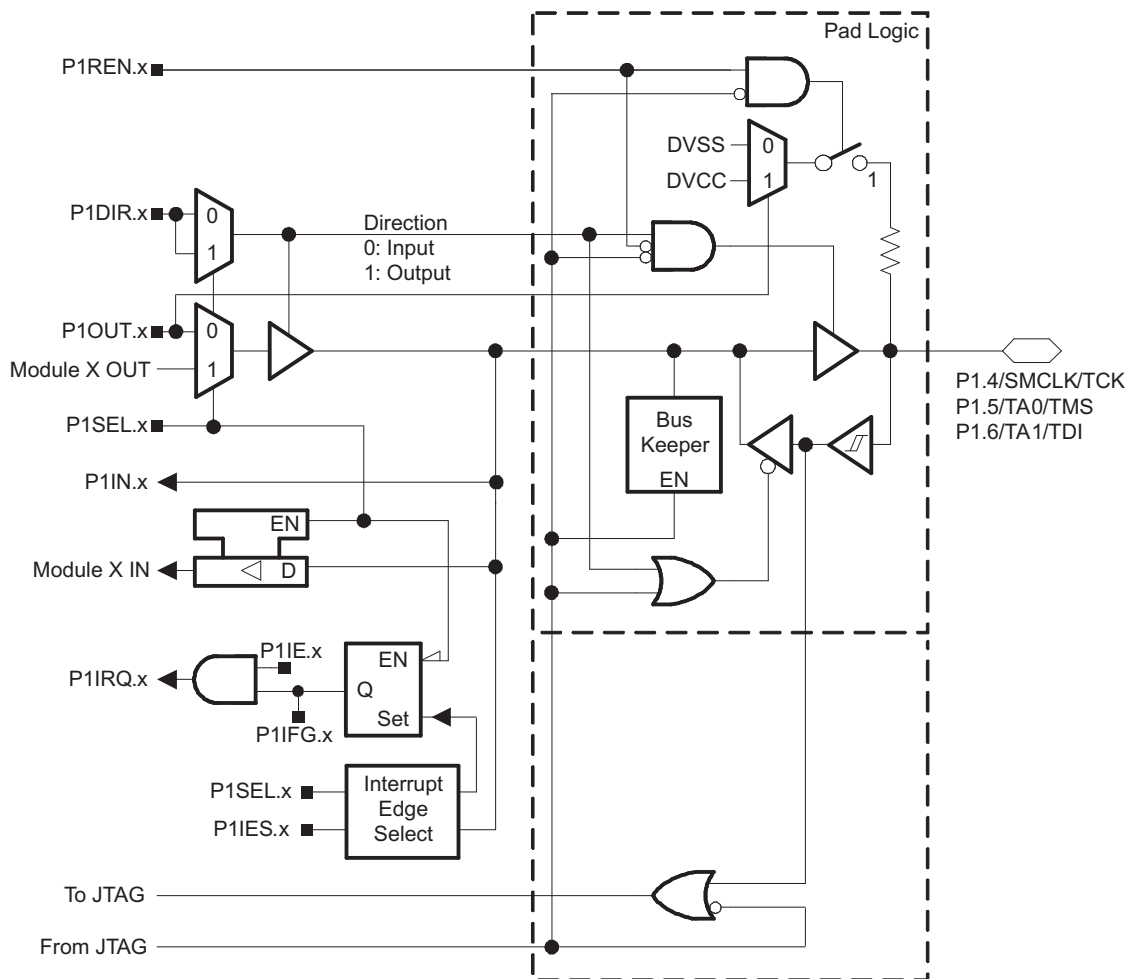 Pad Logic
P1REN.x
DVSS
0
DVCC
1
1
P1DIR.x
0
1
Direction
0: Input
1: Output
P1OUT.x
0
Module X OUT
1
P1SEL.x
P1.4/SMCLK/TCK
P1.5/TA0/TMS
P1.6/TA1/TDI
Bus
Keeper
EN
P1IN.x
EN
Module X IN
D
P1IE.x
P1IRQ.x
EN
Q
Set
P1IFG.x
P1SEL.x
P1IES.x
Interrupt
Edge
Select
To JTAG
From JTAG